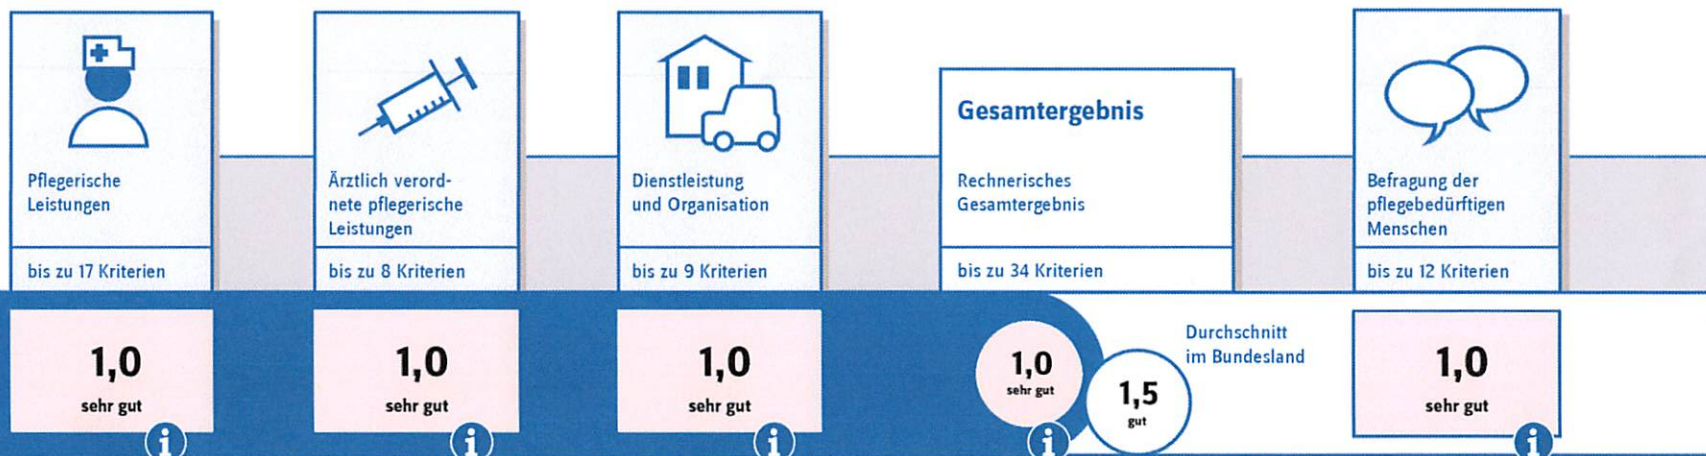 Pflegerische
Leistungen
bis zu 17 Kriterien
1,0
sehr gut
i
Ärztlich verord-
nete pflegerische
Leistungen
bis zu 8 Kriterien
1,0
sehr gut
i
Dienstleistung
und Organisation
bis zu 9 Kriterien
1,0
sehr gut
i
Gesamtergebnis
Rechnerisches
Gesamtergebnis
bis zu 34 Kriterien
1,0
sehr gut
i
Durchschnitt
im Bundesland
1,5
gut
Befragung der
pflegebedürftigen
Menschen
bis zu 12 Kriterien
1,0
sehr gut
i